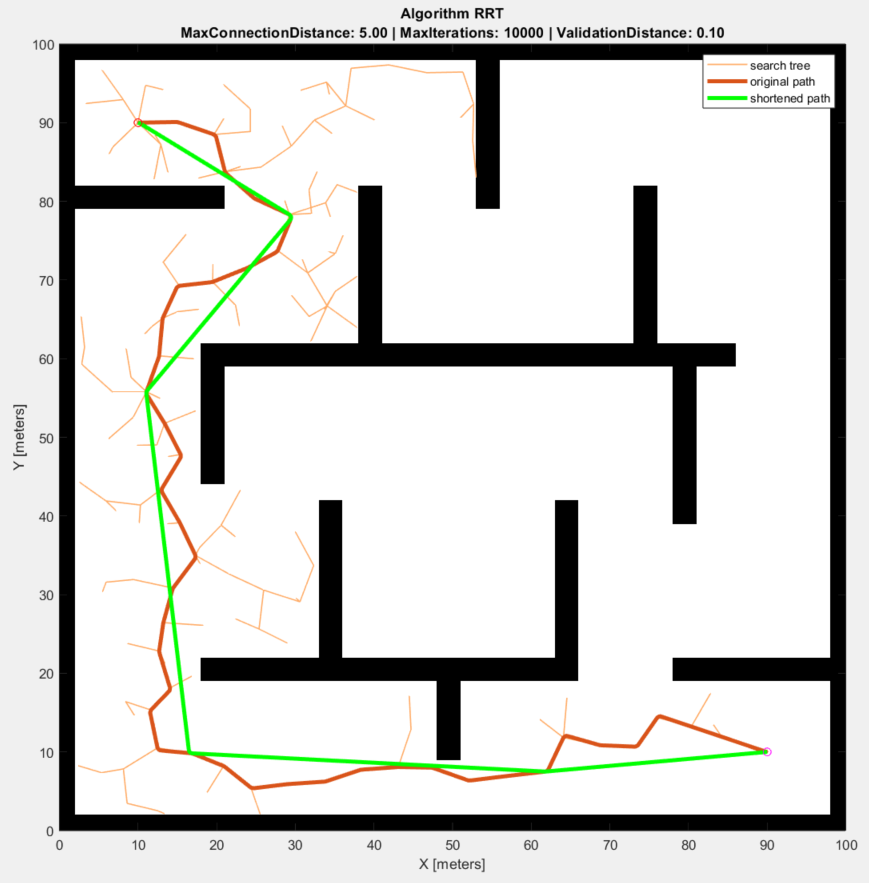 Algorithm RRT
MaxConnectionDistance: 5.00 | MaxIterations: 10000 | ValidationDistance: 0.10
search tree
original path
shortened path
100
90
80
70
60
50
40
30
20
10
0
Y [meters]
0 10 20 30 40 50 60 70 80 90 100
X [meters]